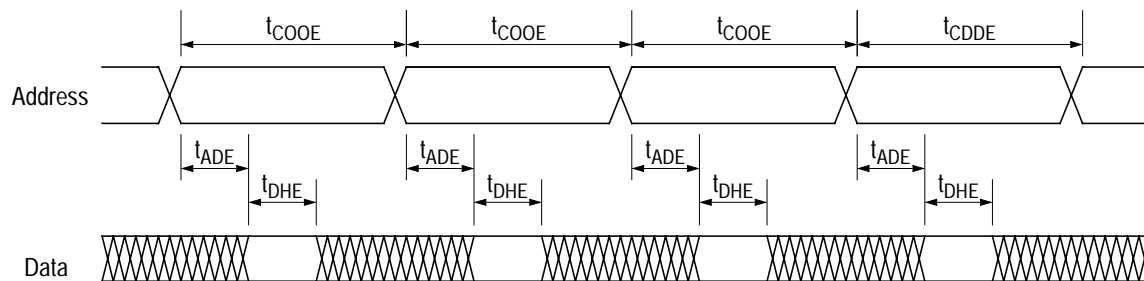 tCOOE tCOOE tCOOE tCDDE
Address
tADE tADE tADE tADE
tDHE tDHE tDHE tDHE
Data